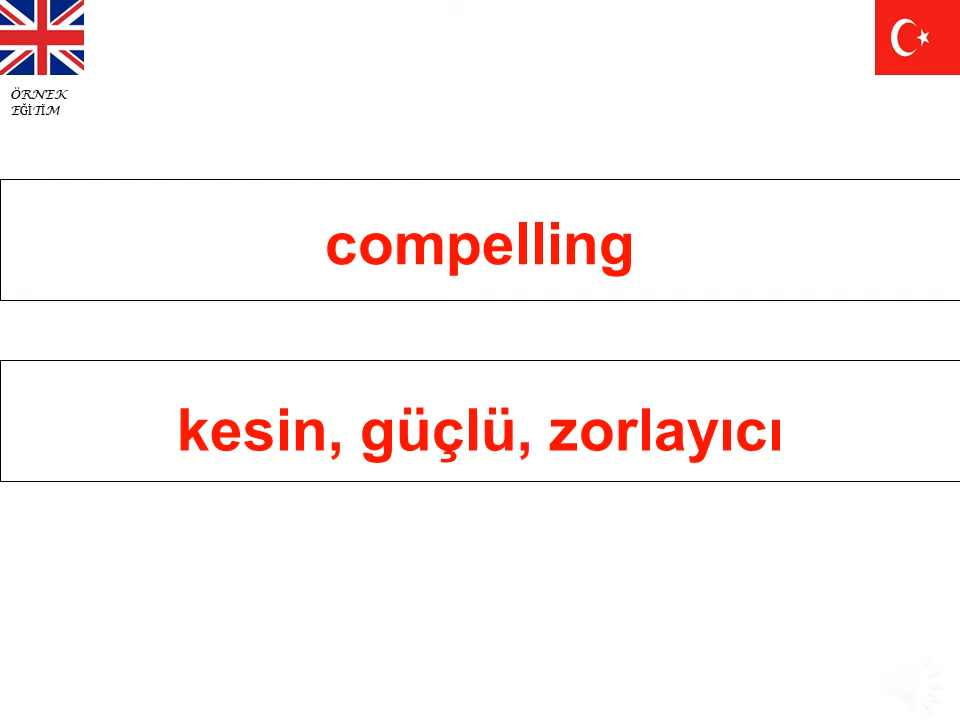 ÖRNEK
EĞİTİM
compelling
kesin, güçlü, zorlayıcı